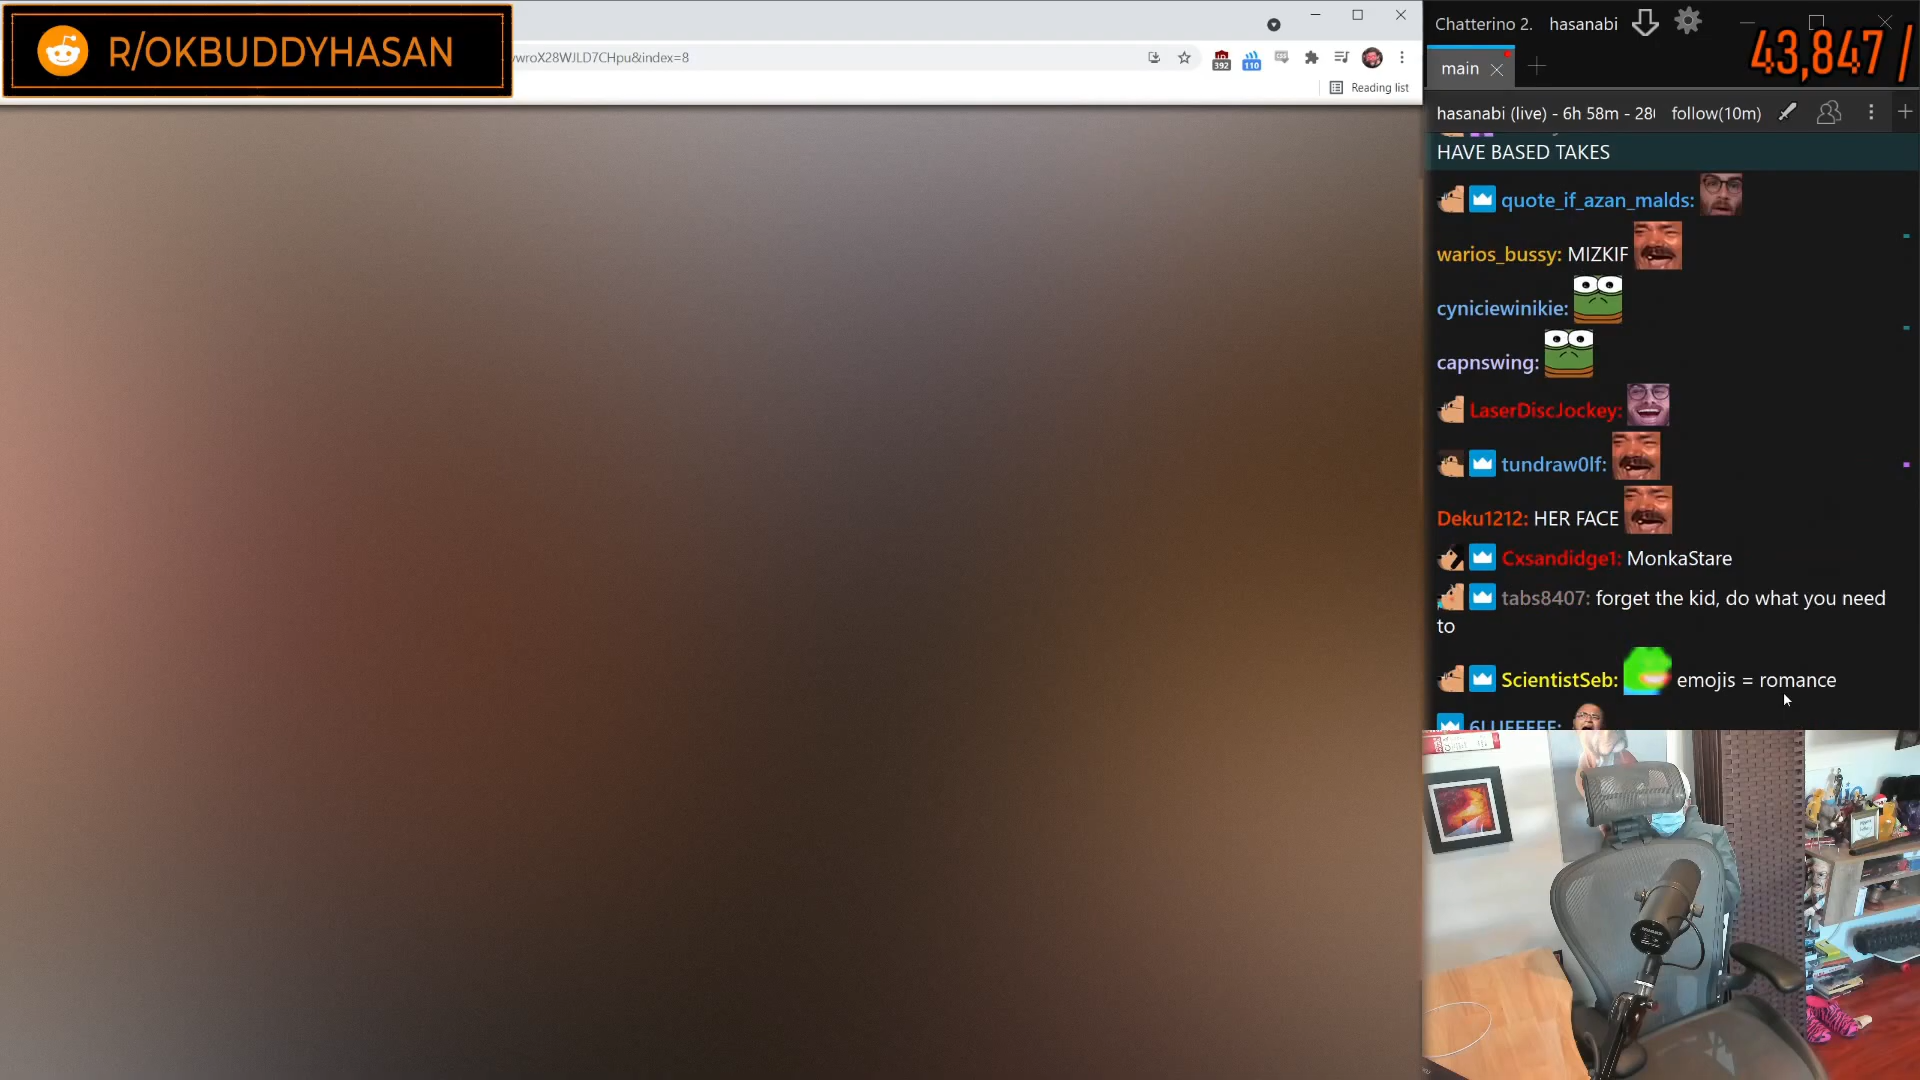 R/OKBUDDYHASAN
wroX28WJLD7CHpu&index=8
392
110
Reading list
Chatterino 2.
hasanabi
43,847 /
main
hasanabi (live) - 6h 58m - 28
follow(10m)
HAVE BASED TAKES
quote_if_azan_malds:
warios_bussy: MIZKIF
cyniciewinikie:
capnswing:
LaserDiscJockey:
tundraw0lf:
Deku1212: HER FACE
Cxsandidge1: MonkaStare
tabs8407: forget the kid, do what you need
to
ScientistSeb: emojis = romance